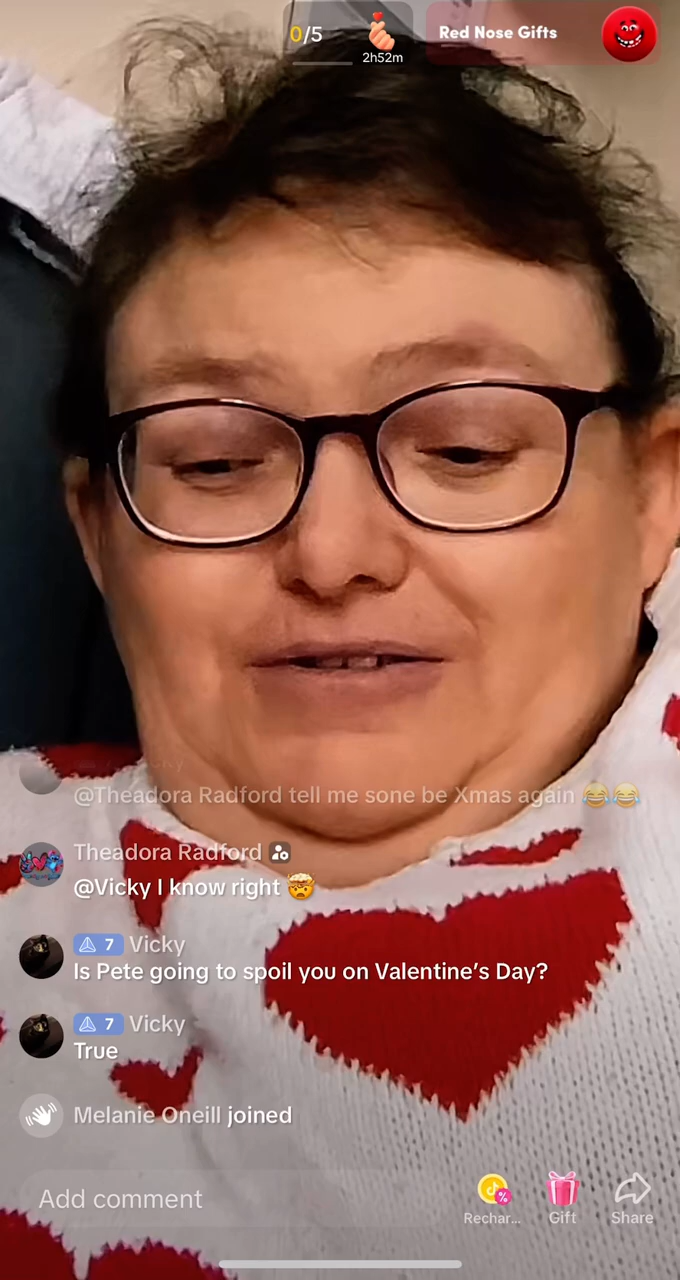 0/5
Red Nose Gifts
2h52m
@Theadora Radford tell me sone be Xmas again 😂😂
Theadora Radford
@Vicky I know right 🤯
7 Vicky
Is Pete going to spoil you on Valentine's Day?
7 Vicky
True
Melanie Oneill joined
Add comment
Rechar...
Gift
Share